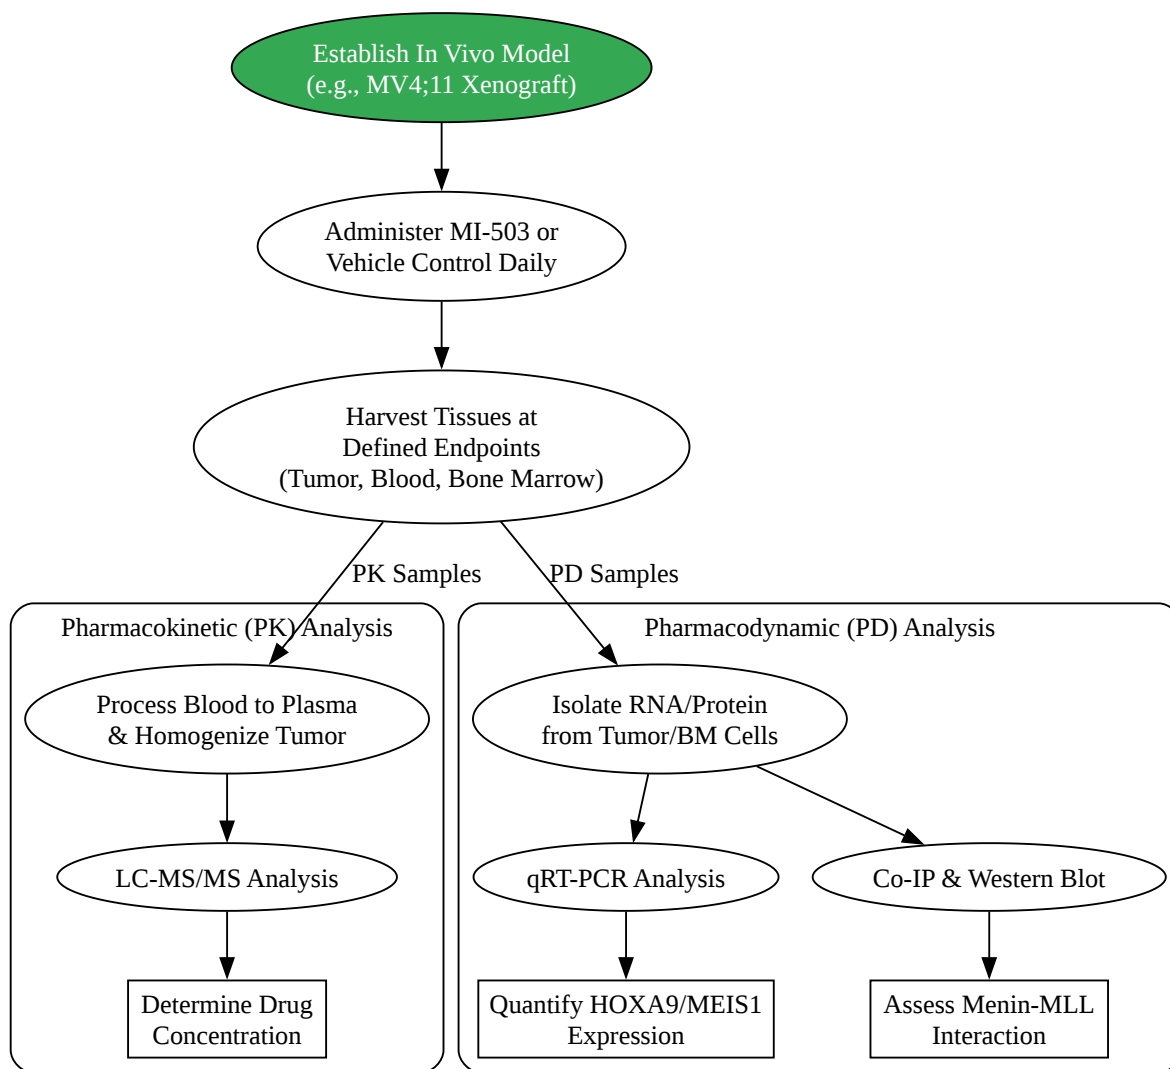 Establish In Vivo Model
(e.g., MV4;11 Xenograft)
Administer MI-503 or
Vehicle Control Daily
Harvest Tissues at
Defined Endpoints
(Tumor, Blood, Bone Marrow)
PK Samples
PD Samples
Pharmacokinetic (PK) Analysis
Process Blood to Plasma
& Homogenize Tumor
LC-MS/MS Analysis
Determine Drug
Concentration
Pharmacodynamic (PD) Analysis
Isolate RNA/Protein
from Tumor/BM Cells
qRT-PCR Analysis
Co-IP & Western Blot
Quantify HOXA9/MEIS1
Expression
Assess Menin-MLL
Interaction